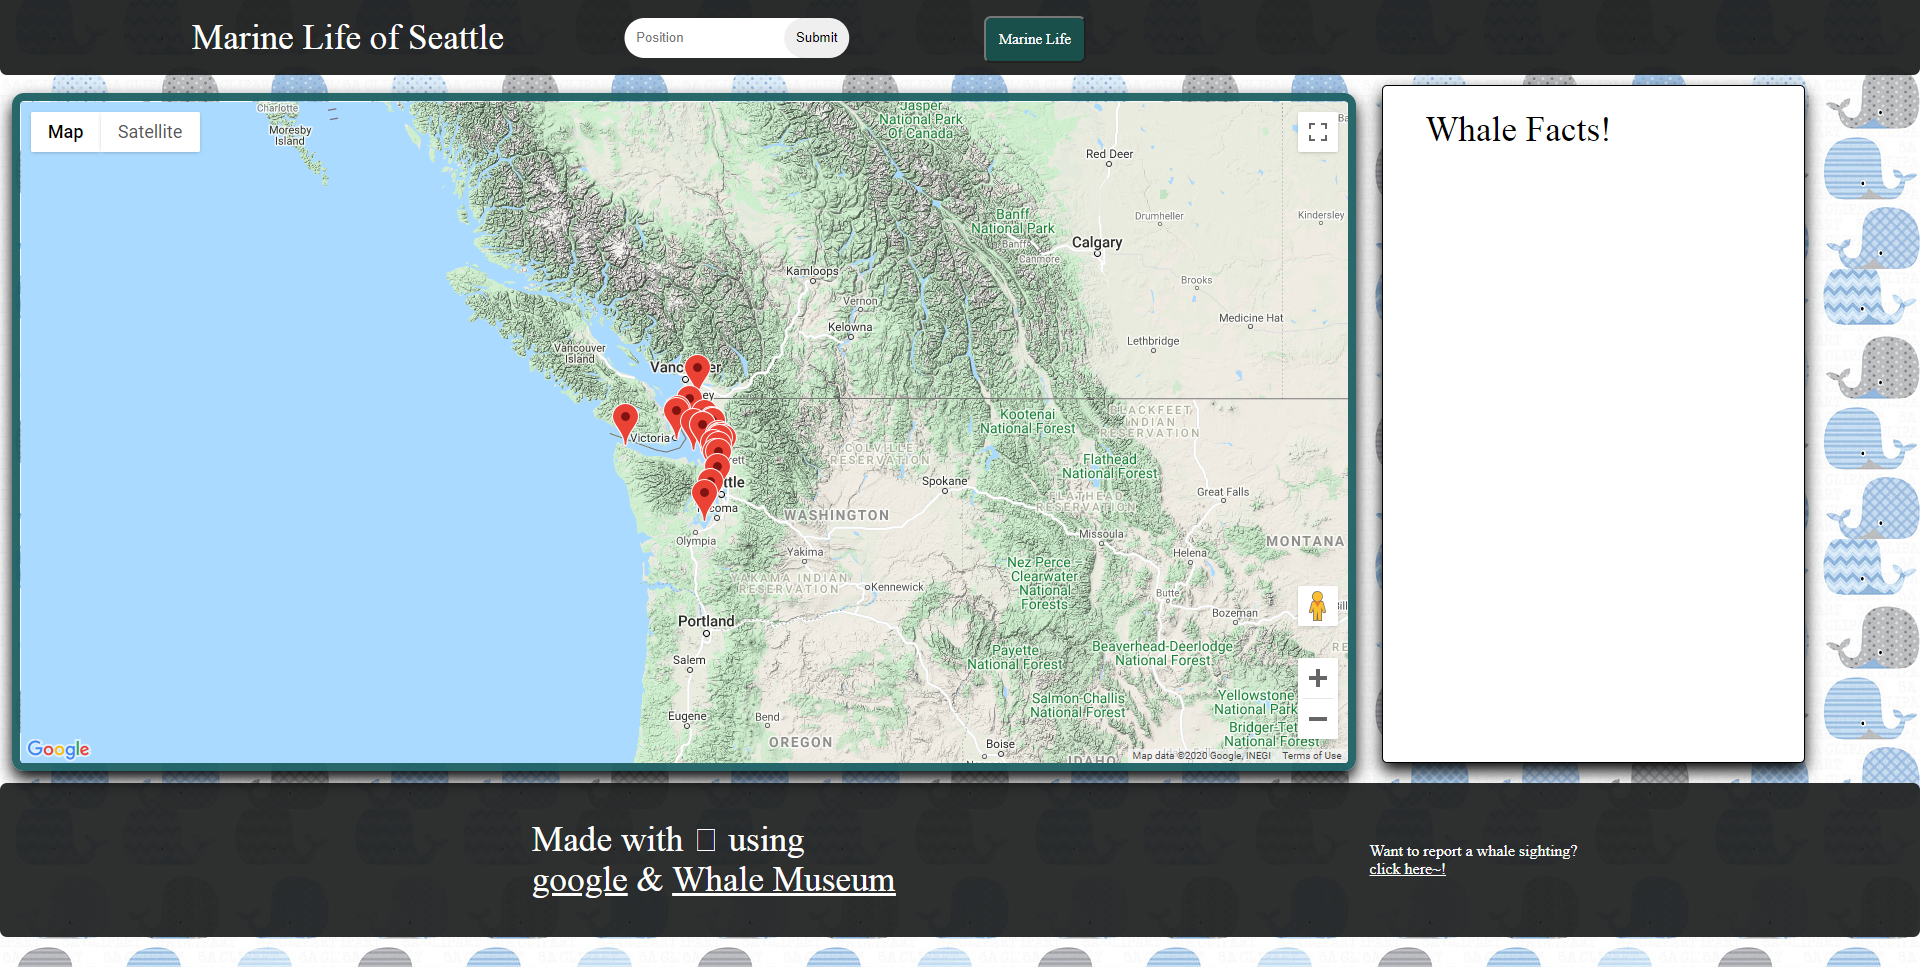 Marine Life of Seattle
Position
Submit
Marine Life
Map
Satellite
Charlotte
Moresby
Island
Jasper
National Park
Of Canada
Red Deer
Banff
National Park
Banff
Canmore
Calgary
Drumheller
Kindersley
Kamloops
Vernon
Kelowna
Brooks
Medicine Hat
Lethbridge
Vancouver
Island
Victoria
Kootenai
National Forest
BLACKFEET
INDIAN
RESERVATION
COLVILLE
RESERVATION
Flathead
National Forest
FLATHEAD
RESERVATION
Spokane
Great Falls
WASHINGTON
Olympia
Yakima
Missoula
Helena
MONTANA
YAKAMA INDIAN
RESERVATION
Kennewick
Nez Perce-
Clearwater
National
Forests
Butte
Bozeman
Portland
Salem
Payette
National Forest
Beaverhead-Deerlodge
National Forest
Salmon-Challis
National Forest
Yellowstone
National Park
Bridger-Tet
National Forest
Eugene
Bend
OREGON
Boise
IDAHO
Google
Map data ©2020 Google, INEGI
Terms of Use
Whale Facts!
Made with using
google & Whale Museum
Want to report a whale sighting?
click here~!